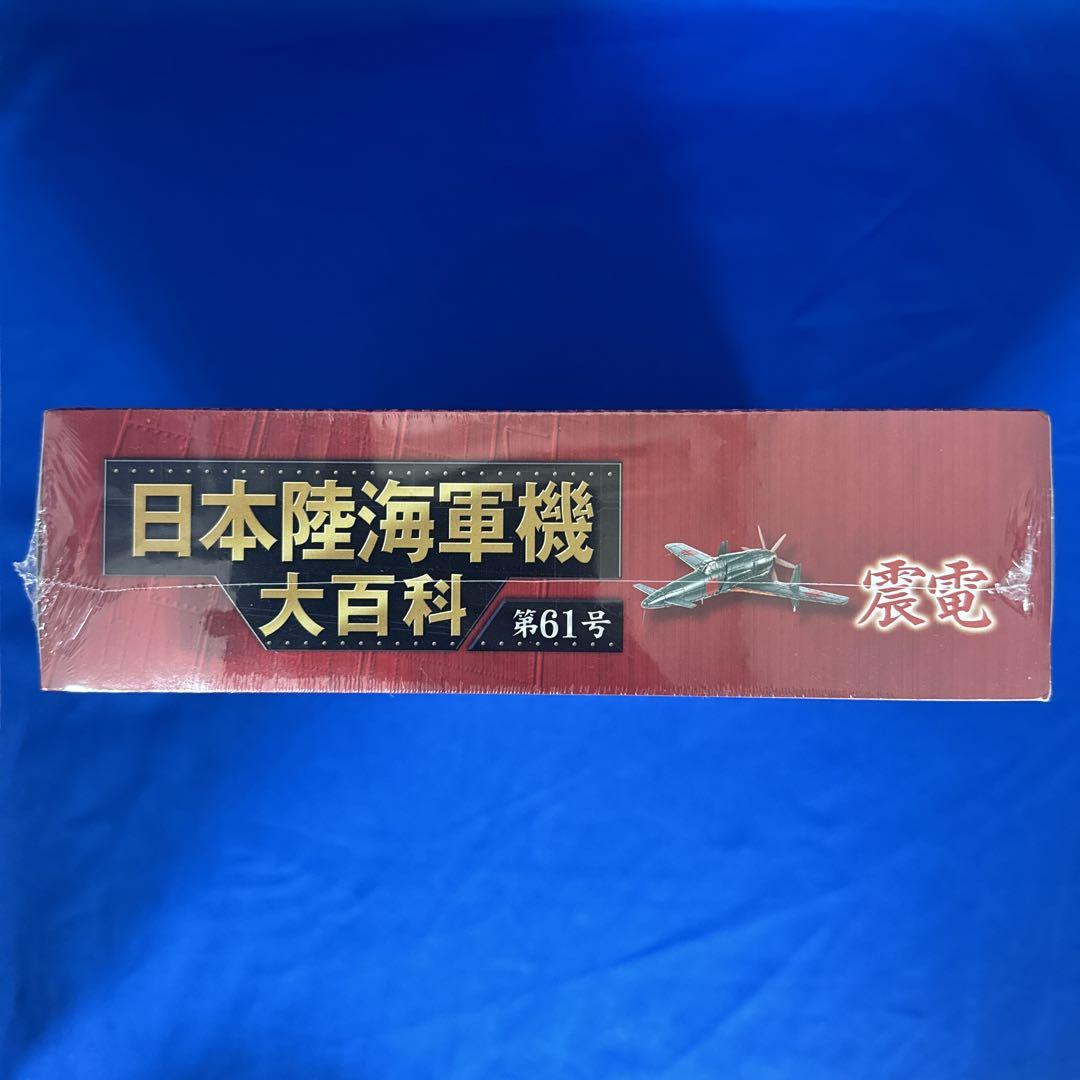 日本陸海軍機
大百科
第61号
震電